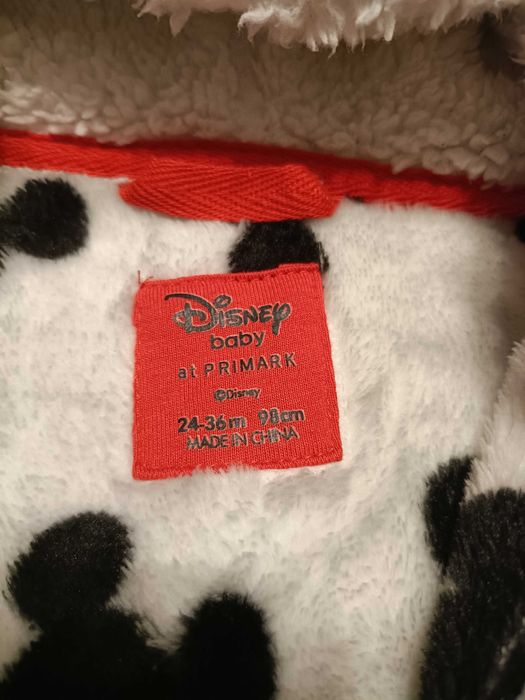 Disney
baby
at PRIMARK
©Disney
24-36m 98cm
MADE IN CHINA